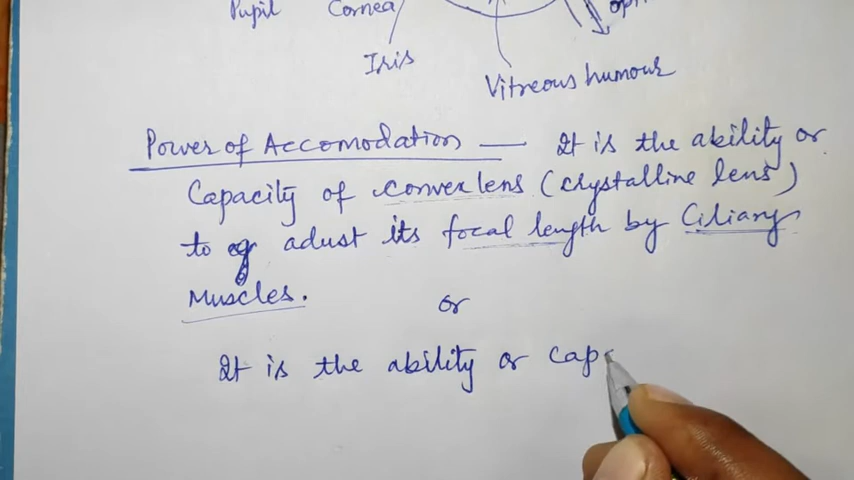 Pupil Cornea
Iris
Vitreous humour
Power of Accomodation — It is the ability or
Capacity of convex lens (crystalline lens)
to adust its focal length by Ciliary
Muscles.
or
It is the ability or cap